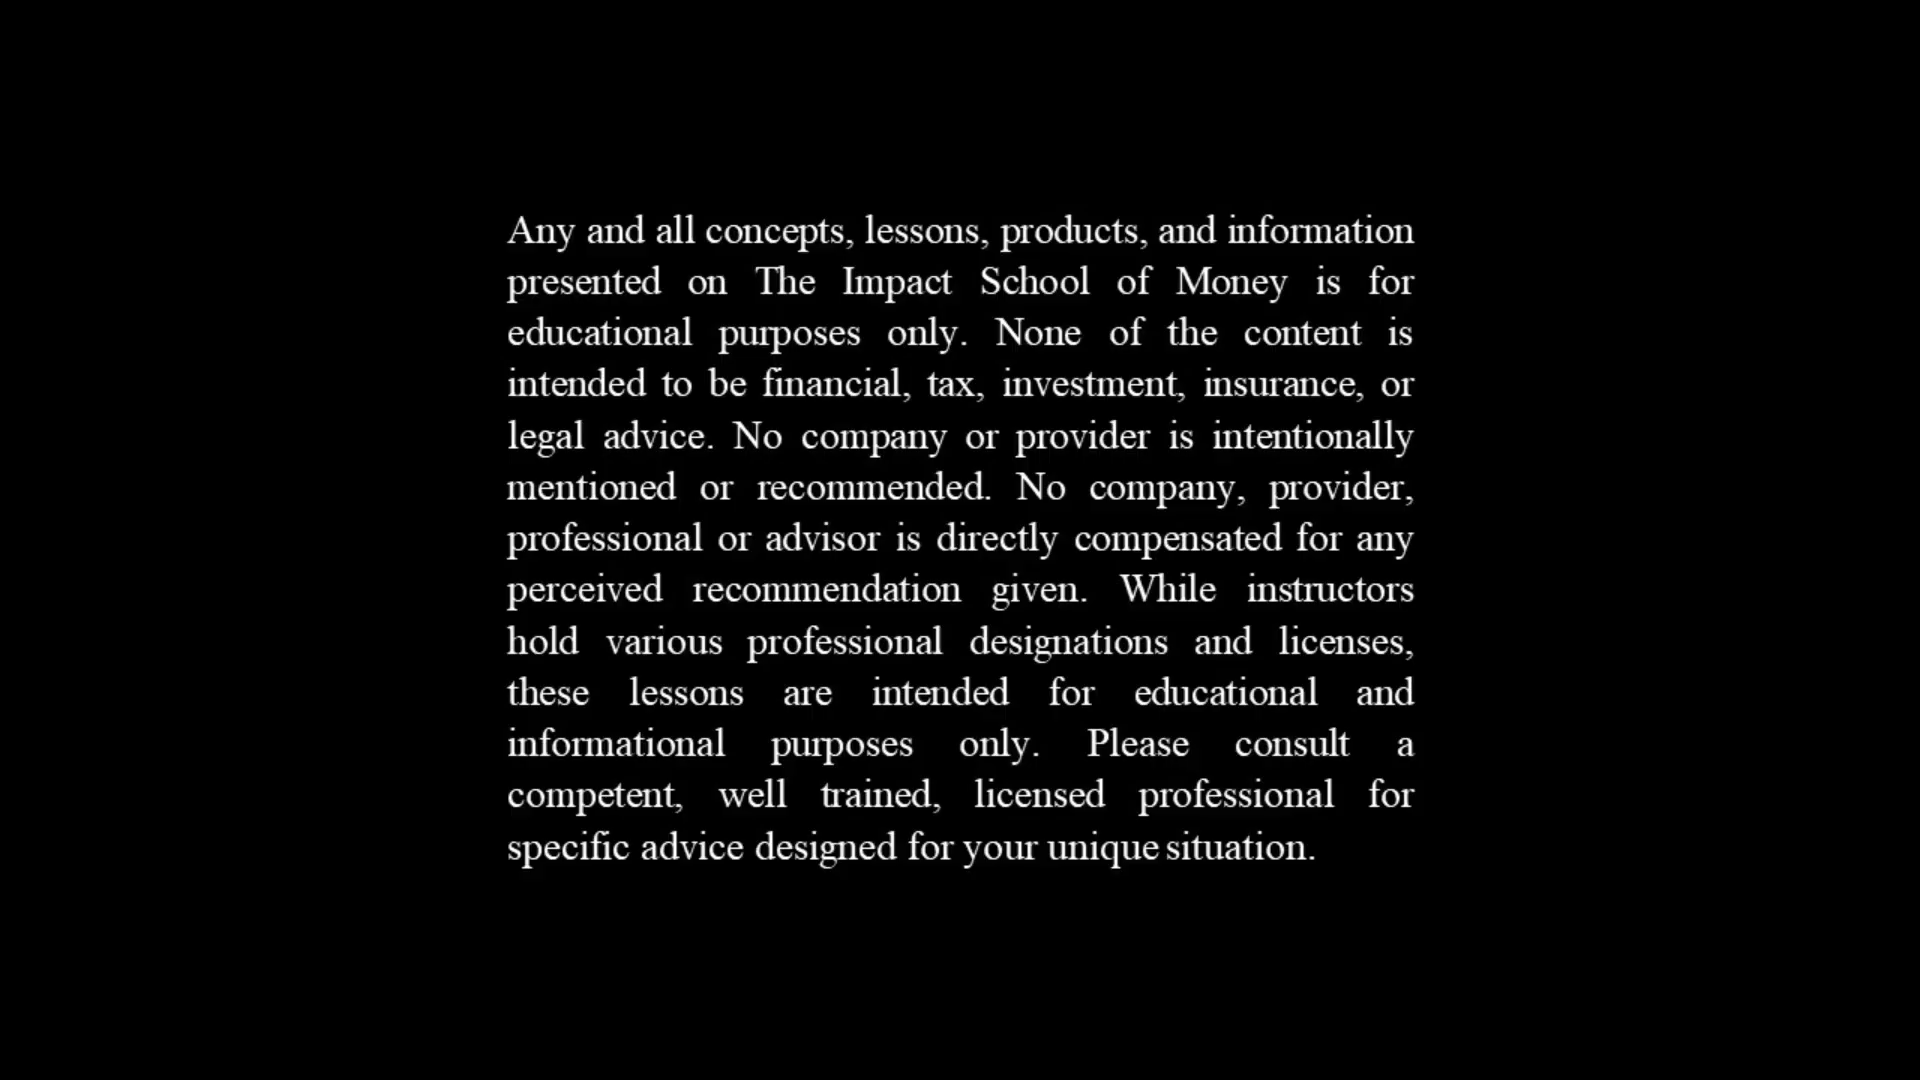 Any and all concepts, lessons, products, and information
presented on The Impact School of Money is for
educational purposes only. None of the content is
intended to be financial, tax, investment, insurance, or
legal advice. No company or provider is intentionally
mentioned or recommended. No company, provider,
professional or advisor is directly compensated for any
perceived recommendation given. While instructors
hold various professional designations and licenses,
these lessons are intended for educational and
informational purposes only. Please consult a
competent, well trained, licensed professional for
specific advice designed for your unique situation.